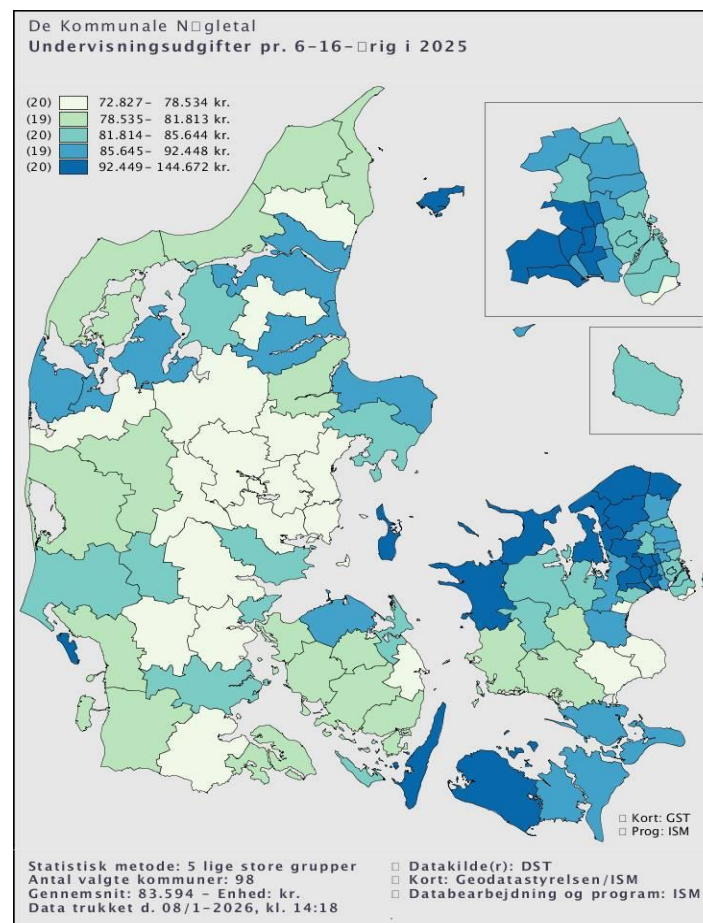 De Kommunale N□gletal
Undervisningsudgifter pr. 6-16-□rig i 2025
(20) 72.827- 78.534 kr.
(19) 78.535- 81.813 kr.
(20) 81.814- 85.644 kr.
(19) 85.645- 92.448 kr.
(20) 92.449- 144.672 kr.
□ Kort: GST
□ Prog: ISM
Statistisk metode: 5 lige store grupper
Antal valgte kommuner: 98
Gennemsnit: 83.594 - Enhed: kr.
Data trukket d. 08/1-2026, kl. 14:18
□ Datakilde(r): DST
□ Kort: Geodatastyrelsen/ISM
□ Databearbejdning og program: ISM